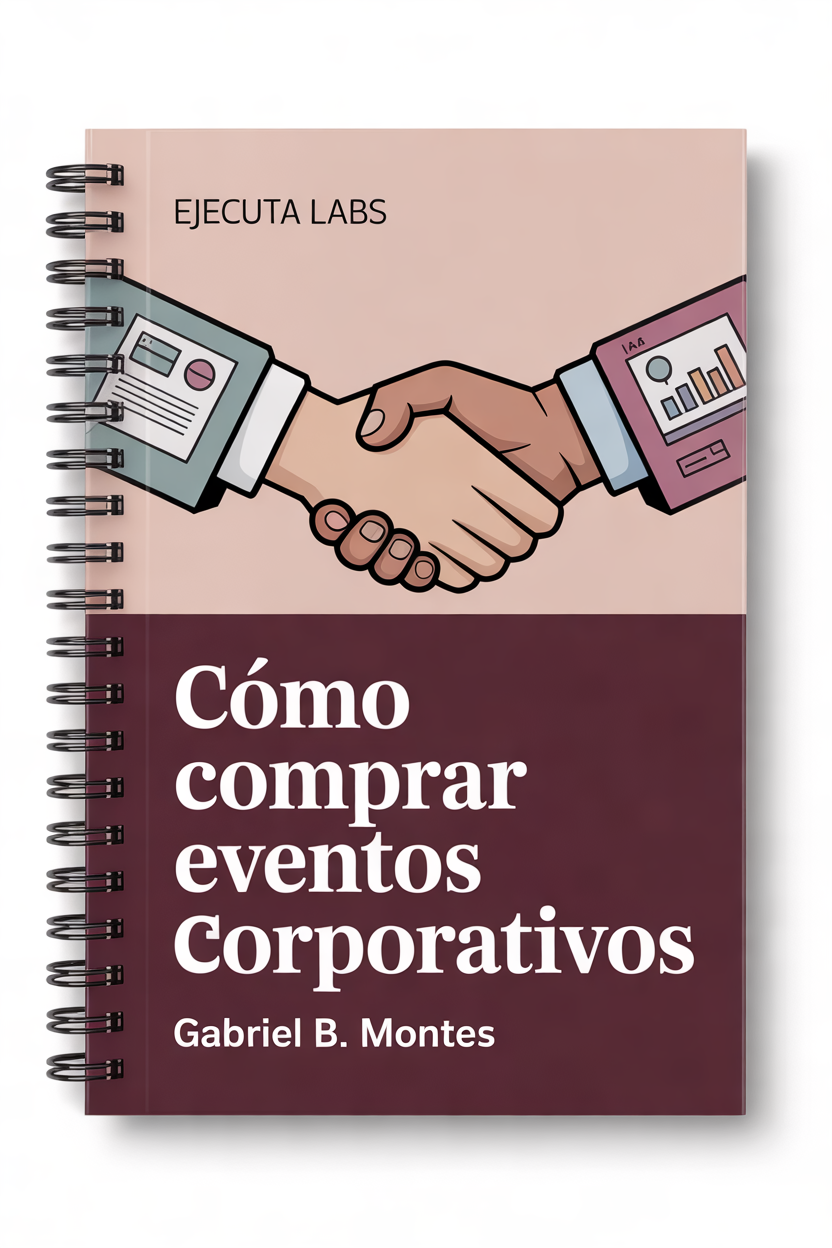 EJECUTA LABS
Cómo
comprar
eventos
Corporativos
Gabriel B. Montes